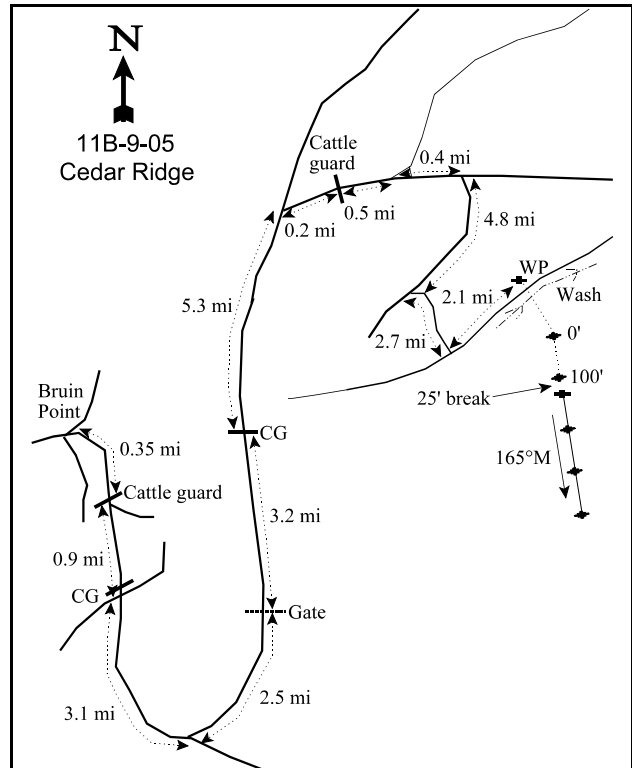 N
11B-9-05
Cedar Ridge
Cattle
guard
0.4 mi
0.2 mi
0.5 mi
4.8 mi
5.3 mi
WP
2.1 mi
Wash
2.7 mi
0'
100'
25' break
Bruin
Point
CG
0.35 mi
165°M
Cattle guard
3.2 mi
0.9 mi
CG
Gate
3.1 mi
2.5 mi